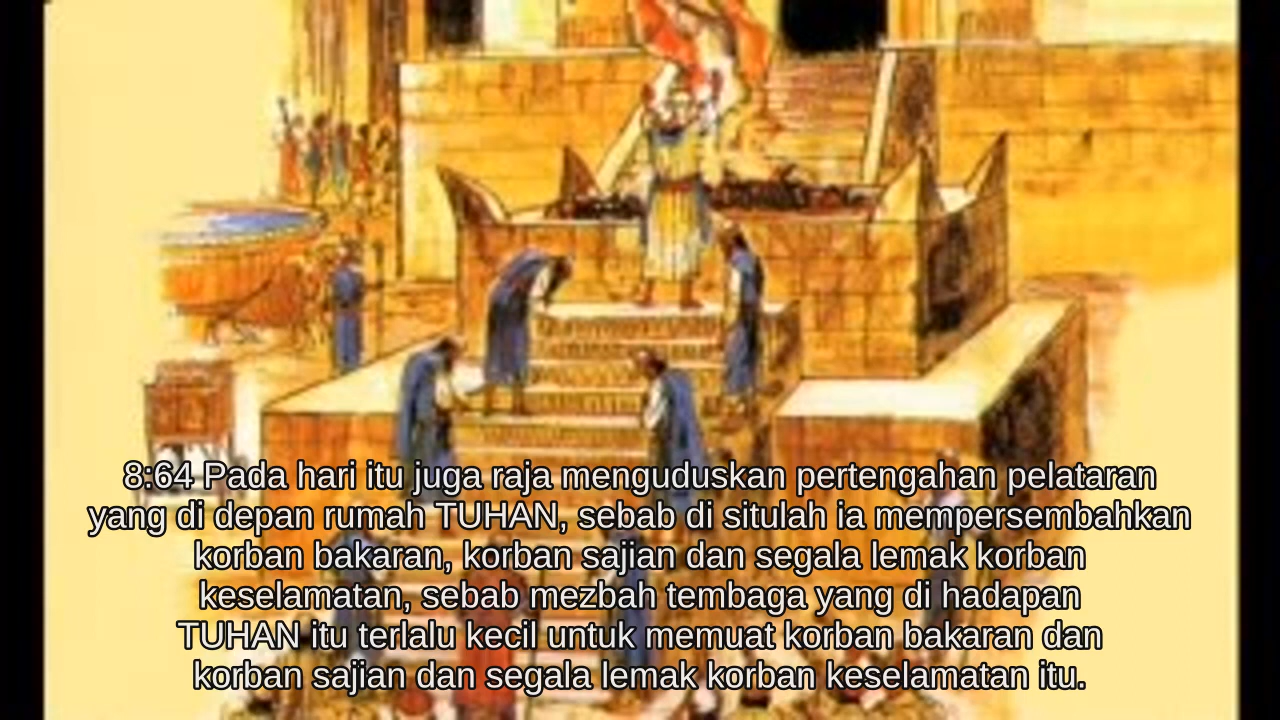 8:64 Pada hari itu juga raja menguduskan pertengahan pelataran
yang di depan rumah TUHAN, sebab di situlah ia mempersembahkan
korban bakaran, korban sajian dan segala lemak korban
keselamatan, sebab mezbah tembaga yang di hadapan
TUHAN itu terlalu kecil untuk memuat korban bakaran dan
korban sajian dan segala lemak korban keselamatan itu.